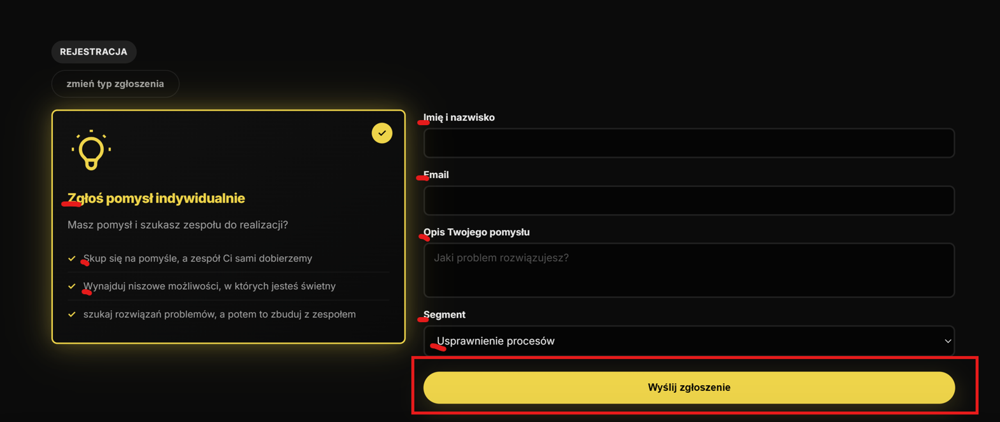 REJESTRACJA
zmień typ zgłoszenia
Zgłoś pomysł indywidualnie
Masz pomysł i szukasz zespołu do realizacji?
Skup się na pomyśle, a zespół Ci sami dobierzemy
Wynajduj niszowe możliwości, w których jesteś świetny
szukaj rozwiązań problemów, a potem to zbuduj z zespołem
Imię i nazwisko
Email
Opis Twojego pomysłu
Jaki problem rozwiązujesz?
Segment
Usprawnienie procesów
Wyślij zgłoszenie